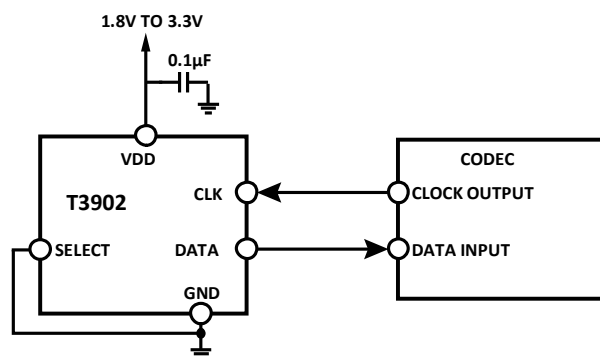 1.8V TO 3.3V
0.1µF
VDD
CODEC
T3902
CLK
CLOCK OUTPUT
SELECT
DATA
DATA INPUT
GND